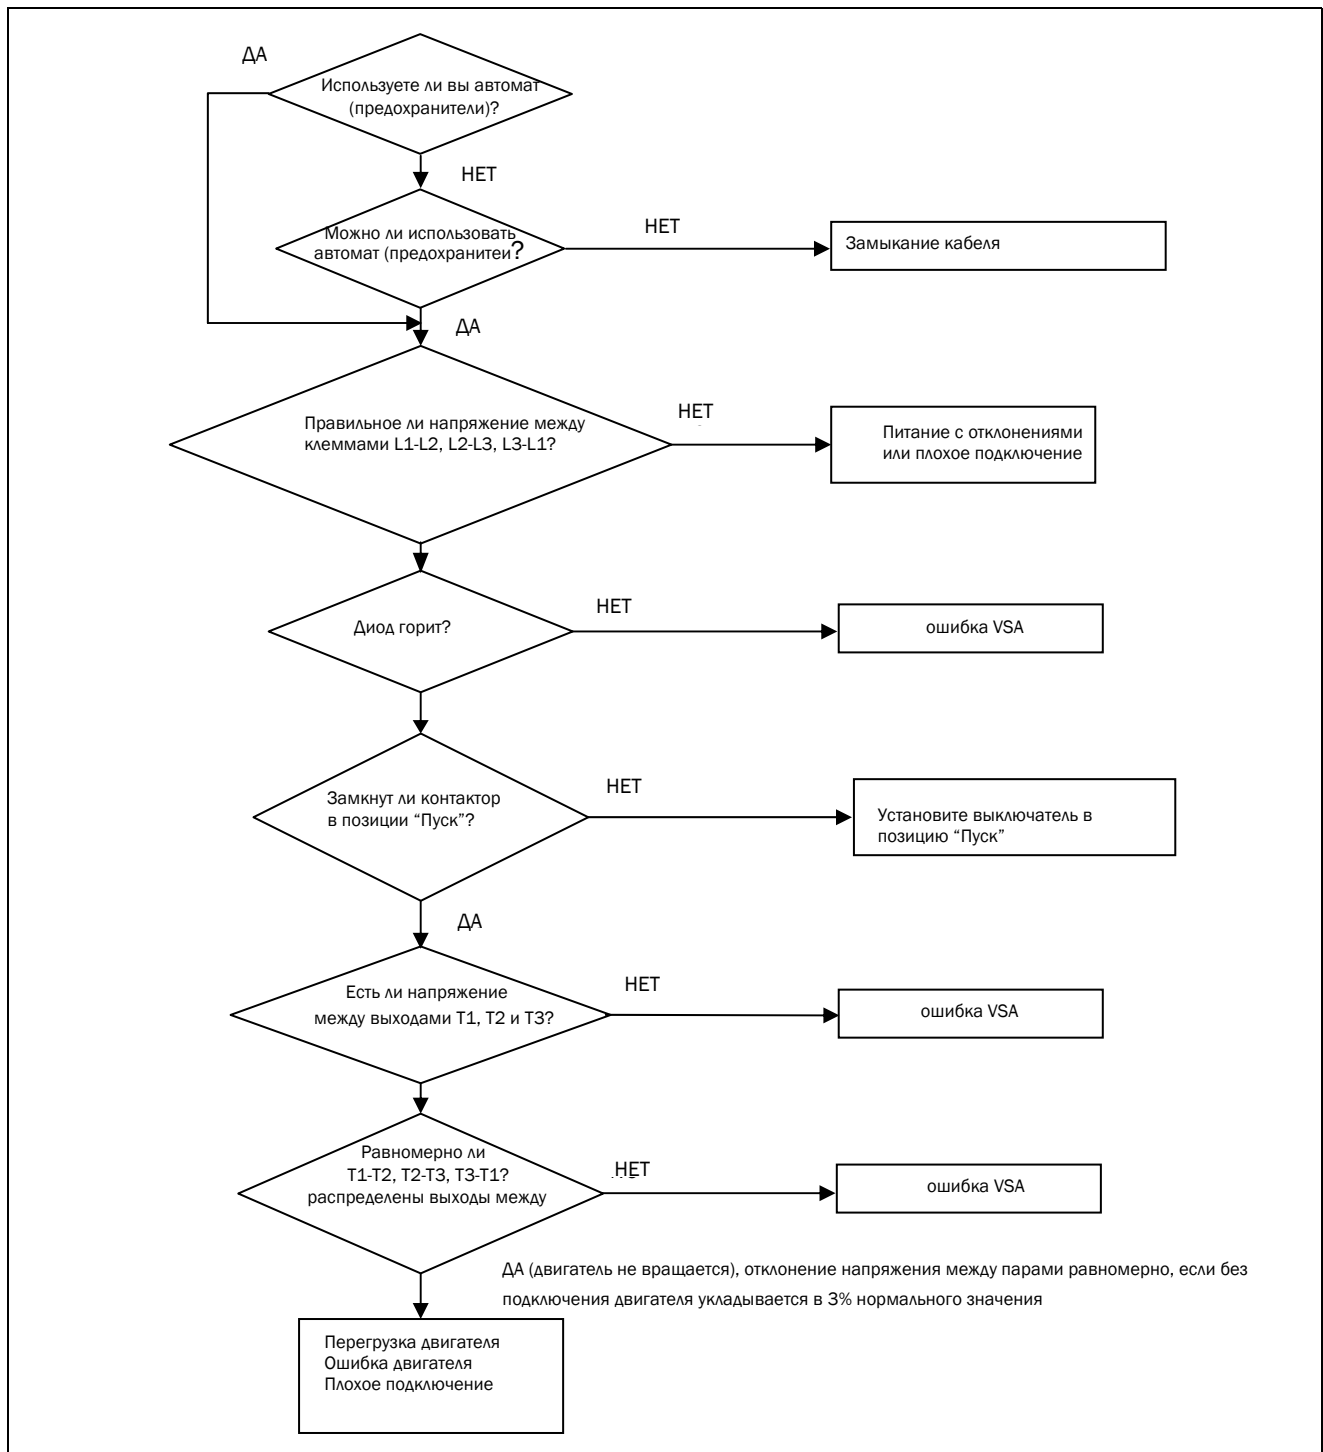 ДА
Используете ли вы автомат
(предохранители)?
НЕТ
Можно ли использовать
автомат (предохранитеи?
НЕТ
Замыкание кабеля
ДА
Правильное ли напряжение между
клеммами L1-L2, L2-L3, L3-L1?
НЕТ
Питание с отклонениями
или плохое подключение
Диод горит?
НЕТ
ошибка VSA
Замкнут ли контактор
в позиции “Пуск”?
НЕТ
Установите выключатель в
позицию “Пуск”
ДА
Есть ли напряжение
между выходами T1, T2 и T3?
НЕТ
ошибка VSA
Равномерно ли
T1-T2, T2-T3, T3-T1?
распределены выходы между
НЕТ
ошибка VSA
ДА (двигатель не вращается), отклонение напряжения между парами равномерно, если без
подключения двигателя укладывается в 3% нормального значения
Перегрузка двигателя
Ошибка двигателя
Плохое подключение